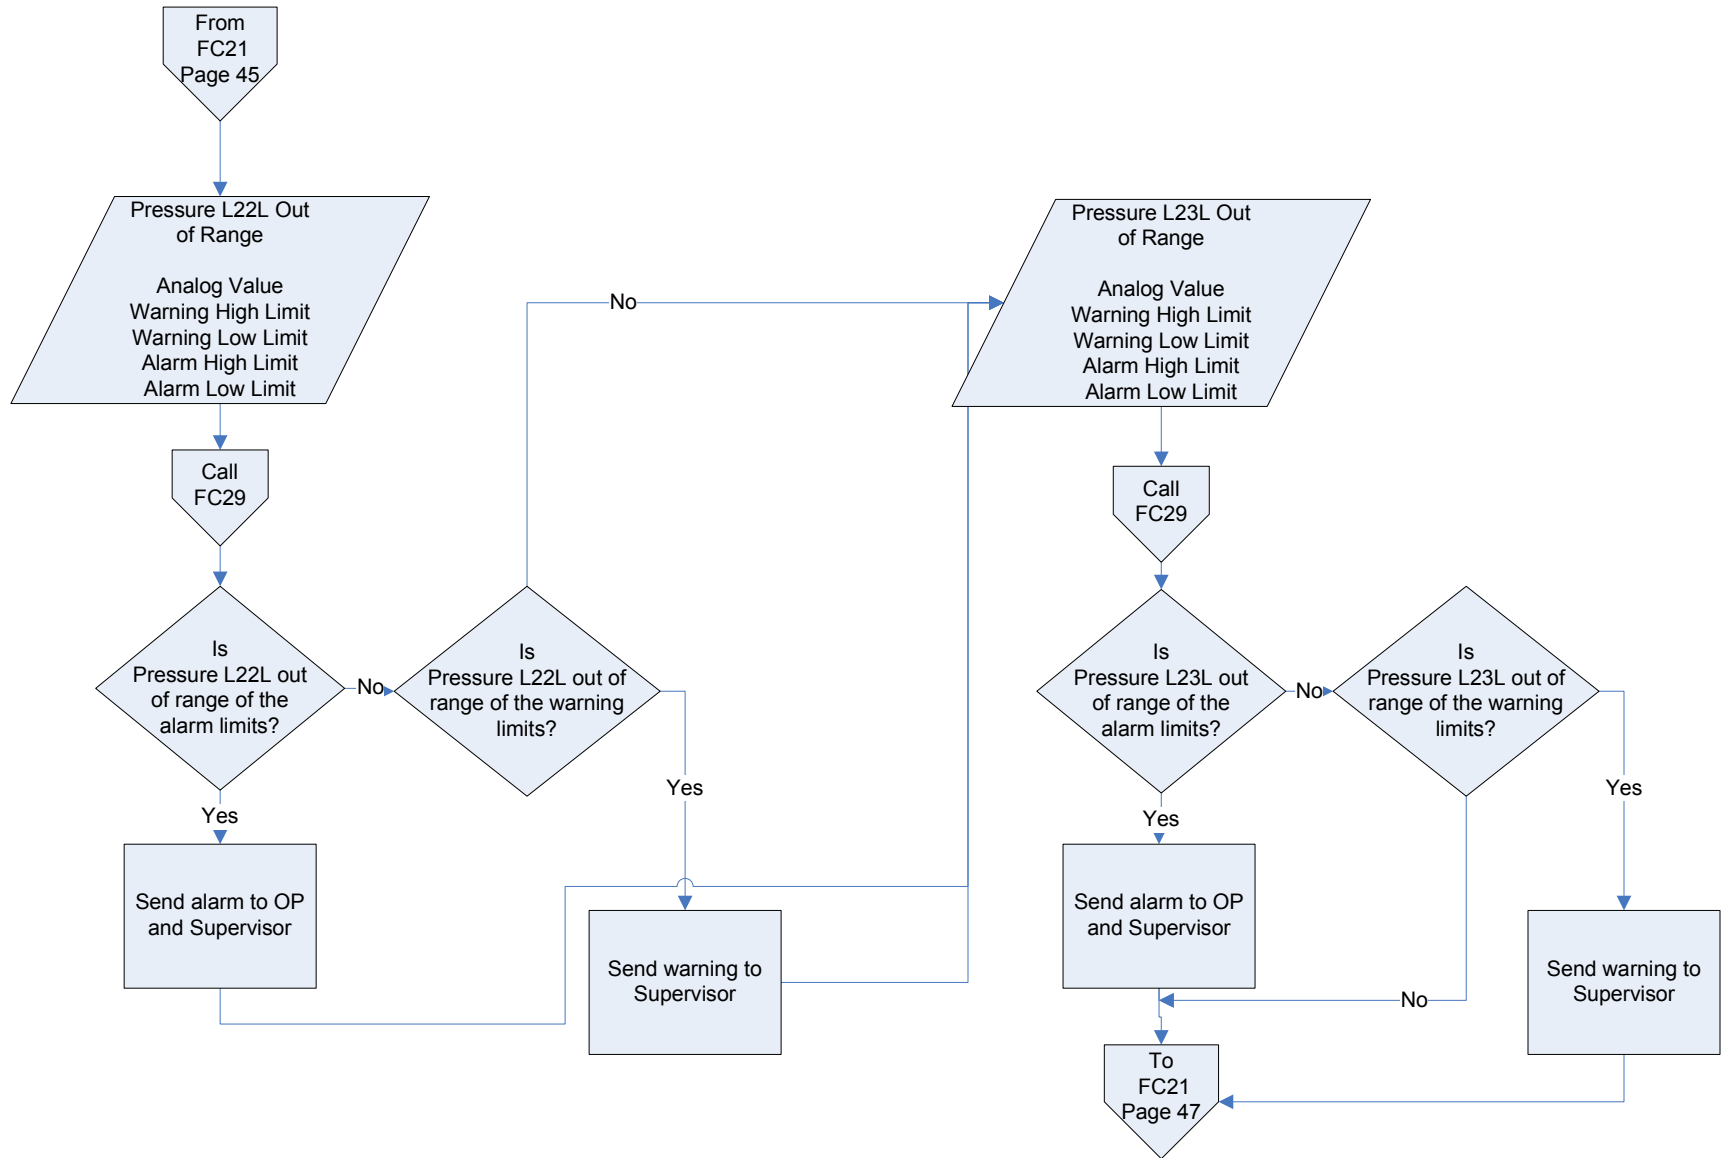 From
FC21
Page 45
Pressure L22L Out
of Range
Analog Value
Warning High Limit
Warning Low Limit
Alarm High Limit
Alarm Low Limit
Call
FC29
Is
Pressure L22L out
of range of the
alarm limits?
No
Is
Pressure L22L out of
range of the warning
limits?
No
Yes
Send alarm to OP
and Supervisor
Yes
Send warning to
Supervisor
Pressure L23L Out
of Range
Analog Value
Warning High Limit
Warning Low Limit
Alarm High Limit
Alarm Low Limit
Call
FC29
Is
Pressure L23L out
of range of the
alarm limits?
No
Is
Pressure L23L out of
range of the warning
limits?
Yes
Send alarm to OP
and Supervisor
No
Yes
Send warning to
Supervisor
To
FC21
Page 47